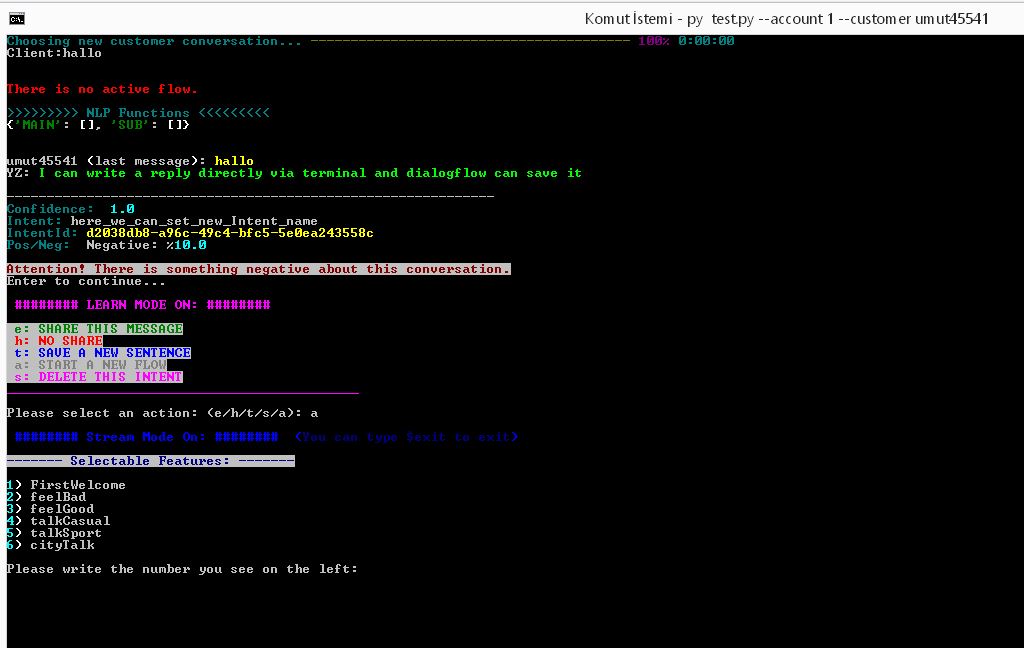 Komut İstemi - py  test.py --account 1 --customer umut45541
Choosing new customer conversation... ---------------------------------------- 100% 0:00:00
Client:hallo
There is no active flow.
>>>>>>>>> NLP Functions <<<<<<<<<
{'MAIN': [], 'SUB': []}
umut45541 (last message): hallo
YZ: I can write a reply directly via terminal and dialogflow can save it
_____________________________________________________________
Confidence:  1.0
Intent: here_we_can_set_new_Intent_name
IntentId: d2038db8-a96c-49c4-bfc5-5e0ea243558c
Pos/Neg:  Negative: %10.0
Attention! There is something negative about this conversation.
Enter to continue...
######## LEARN MODE ON: ########
e: SHARE THIS MESSAGE
h: NO SHARE
t: SAVE A NEW SENTENCE
a: START A NEW FLOW
s: DELETE THIS INTENT
____________________________________________
Please select an action: (e/h/t/s/a): a
######## Stream Mode On: ########  (You can type $exit to exit)
------- Selectable Features: -------
1) FirstWelcome
2) feelBad
3) feelGood
4) talkCasual
5) talkSport
6) cityTalk
Please write the number you see on the left: